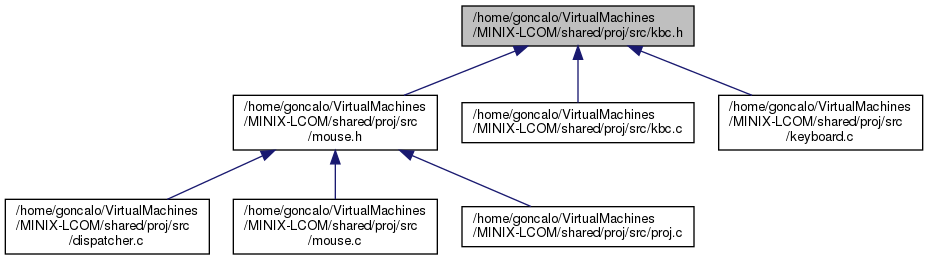 /home/goncalo/VirtualMachines
/MINIX-LCOM/shared/proj/src/kbc.h
/home/goncalo/VirtualMachines
/MINIX-LCOM/shared/proj/src
/mouse.h
/home/goncalo/VirtualMachines
/MINIX-LCOM/shared/proj/src/kbc.c
/home/goncalo/VirtualMachines
/MINIX-LCOM/shared/proj/src
/keyboard.c
/home/goncalo/VirtualMachines
/MINIX-LCOM/shared/proj/src
/dispatcher.c
/home/goncalo/VirtualMachines
/MINIX-LCOM/shared/proj/src
/mouse.c
/home/goncalo/VirtualMachines
/MINIX-LCOM/shared/proj/src/proj.c